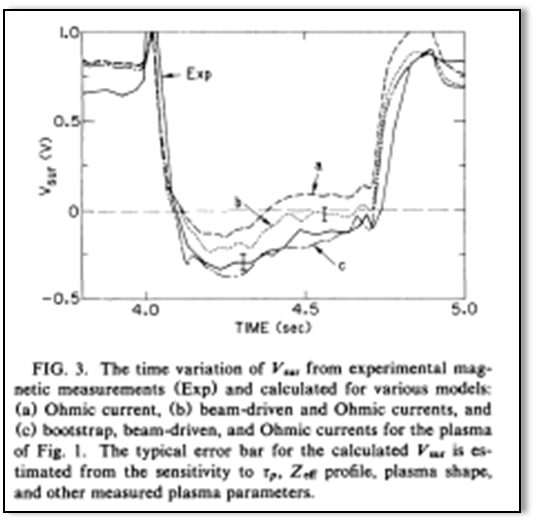 1.0
Exp
0.5
V_sur (V)
a
b
0
c
-0.5
4.0 4.5 5.0
TIME (sec)
FIG. 3. The time variation of V_sur from experimental mag-
netic measurements (Exp) and calculated for various models:
(a) Ohmic current, (b) beam-driven and Ohmic currents, and
(c) bootstrap, beam-driven, and Ohmic currents for the plasma
of Fig. 1. The typical error bar for the calculated V_sur is es-
timated from the sensitivity to τ_p, Z_eff profile, plasma shape,
and other measured plasma parameters.